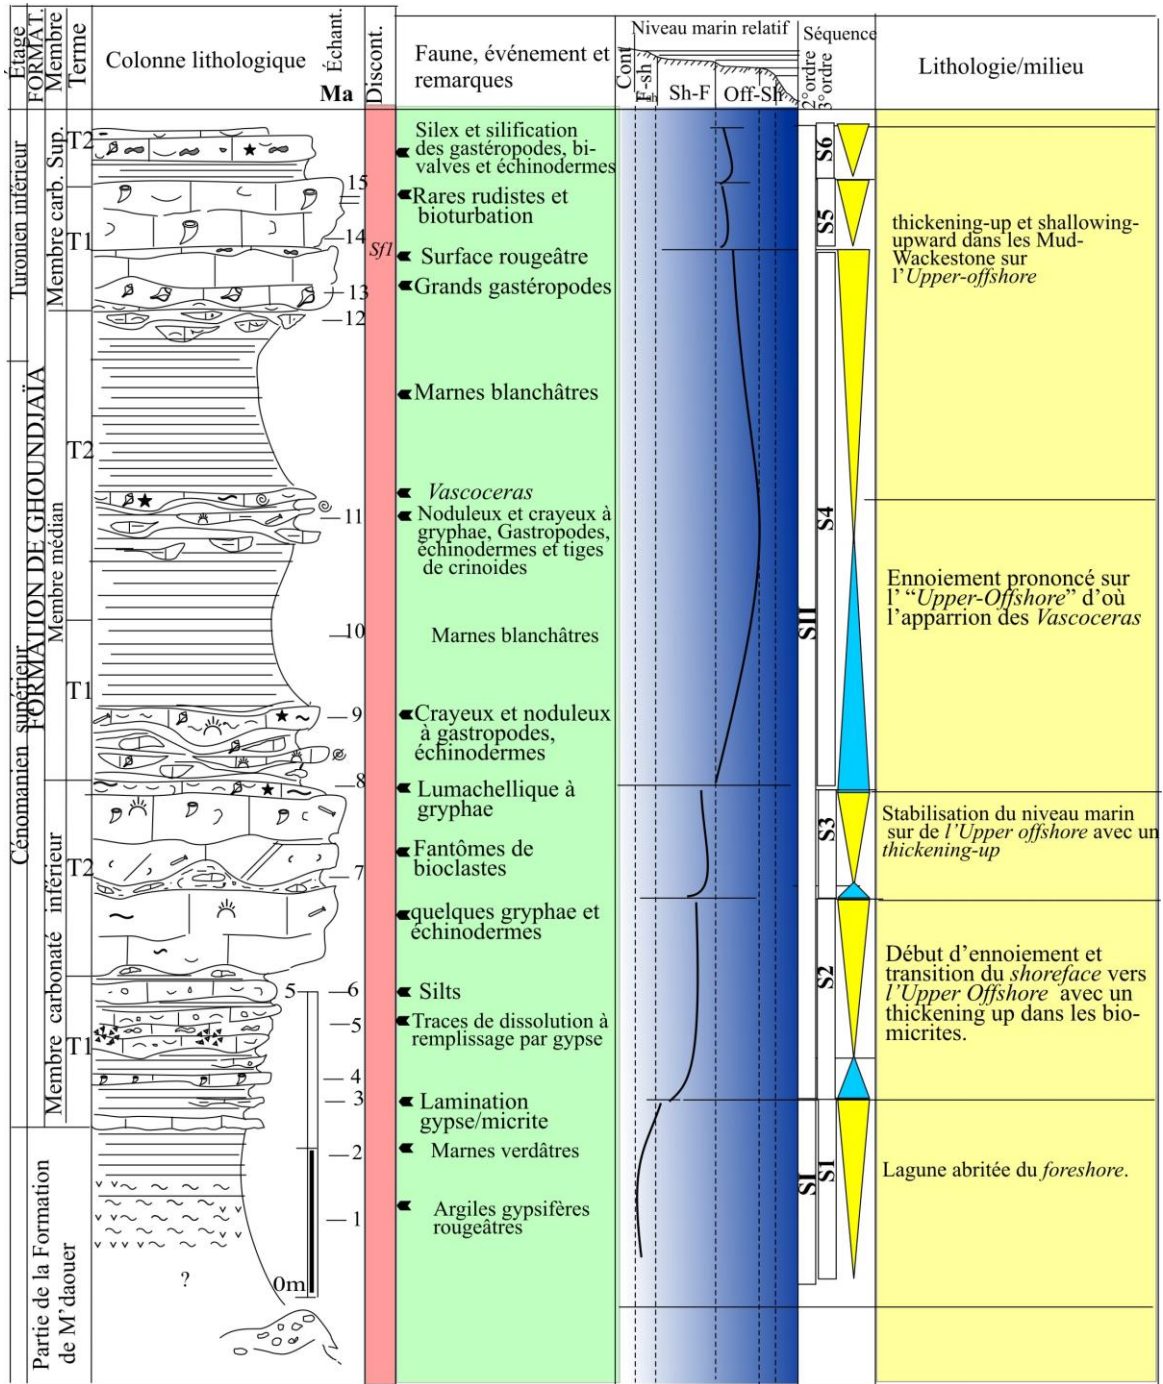 Étage
FORMAT.
Membre
Terme
Colonne lithologique
Échant.
Ma
Discont.
Faune, événement et
remarques
Niveau marin relatif
Cont
F-sh
Sh-F
Off-Sh
Séquence
2°ordre
3°ordre
Lithologie/milieu
Turonien inférieur
Cénomanien supérieur
FORMATION DE GHOUNDJAÏA
Membre carb. Sup.
Membre médian
Membre carbonaté inférieur
Partie de la Formation
de M'daouer
T2
T1
T2
T1
T2
T1
15
14
13
12
11
10
9
8
7
6
5
4
3
2
1
5
0m
?
Sf1
Silex et silification
des gastéropodes, bi-
valves et échinodermes
Rares rudistes et
bioturbation
Surface rougeâtre
Grands gastéropodes
Marnes blanchâtres
Vascoceras
Noduleux et crayeux à
gryphae, Gastropodes,
échinodermes et tiges
de crinoides
Marnes blanchâtres
Crayeux et noduleux
à gastropodes,
échinodermes
Lumachellique à
gryphae
Fantômes de
bioclastes
quelques gryphae et
échinodermes
Silts
Traces de dissolution à
remplissage par gypse
Lamination
gypse/micrite
Marnes verdâtres
Argiles gypsifères
rougeâtres
S6
S5
S4
S3
S2
S1
SII
SI
thickening-up et shallowing-
upward dans les Mud-
Wackestone sur
l'Upper-offshore
Ennoiement prononcé sur
l' “Upper-Offshore” d'où
l'apparrion des Vascoceras
Stabilisation du niveau marin
sur de l'Upper offshore avec un
thickening-up
Début d'ennoiement et
transition du shoreface vers
l'Upper Offshore avec un
thickening up dans les bio-
micrites.
Lagune abritée du foreshore.